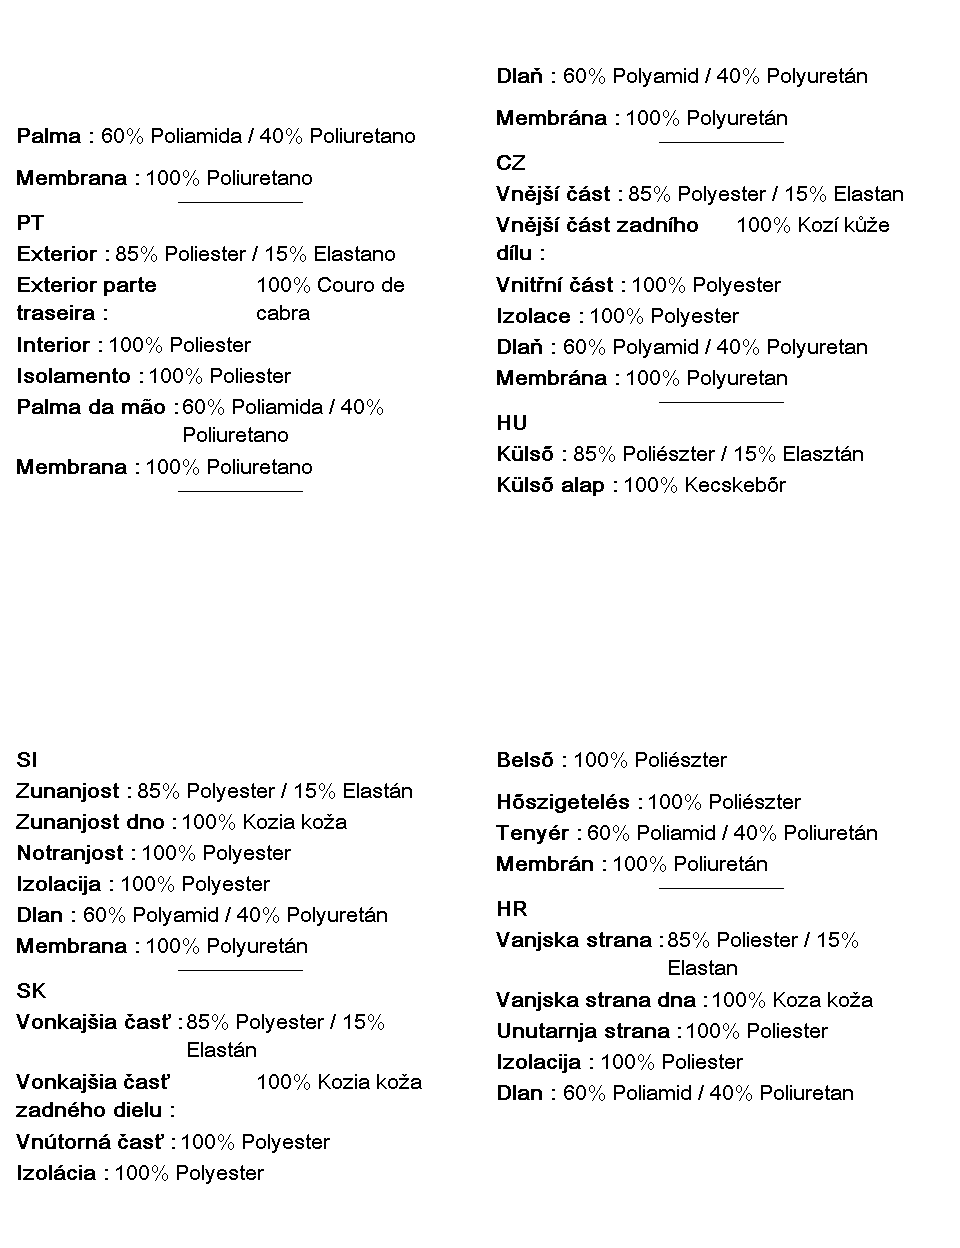 Palma : 60% Poliamida / 40% Poliuretano
Membrana : 100% Poliuretano
PT
Exterior : 85% Poliester / 15% Elastano
Exterior parte 100% Couro de
traseira : cabra
Interior : 100% Poliester
Isolamento : 100% Poliester
Palma da mão : 60% Poliamida / 40%
Poliuretano
Membrana : 100% Poliuretano
Dlaň : 60% Polyamid / 40% Polyuretán
Membrána : 100% Polyuretán
CZ
Vnější část : 85% Polyester / 15% Elastan
Vnější část zadního 100% Kozí kůže
dílu :
Vnitřní část : 100% Polyester
Izolace : 100% Polyester
Dlaň : 60% Polyamid / 40% Polyuretan
Membrána : 100% Polyuretan
HU
Külső : 85% Poliészter / 15% Elasztán
Külső alap : 100% Kecskebőr
SI
Zunanjost : 85% Polyester / 15% Elastán
Zunanjost dno : 100% Kozia koža
Notranjost : 100% Polyester
Izolacija : 100% Polyester
Dlan : 60% Polyamid / 40% Polyuretán
Membrana : 100% Polyuretán
SK
Vonkajšia časť : 85% Polyester / 15%
Elastán
Vonkajšia časť 100% Kozia koža
zadného dielu :
Vnútorná časť : 100% Polyester
Izolácia : 100% Polyester
Belső : 100% Poliészter
Hőszigetelés : 100% Poliészter
Tenyér : 60% Poliamid / 40% Poliuretán
Membrán : 100% Poliuretán
HR
Vanjska strana : 85% Poliester / 15%
Elastan
Vanjska strana dna : 100% Koza koža
Unutarnja strana : 100% Poliester
Izolacija : 100% Poliester
Dlan : 60% Poliamid / 40% Poliuretan